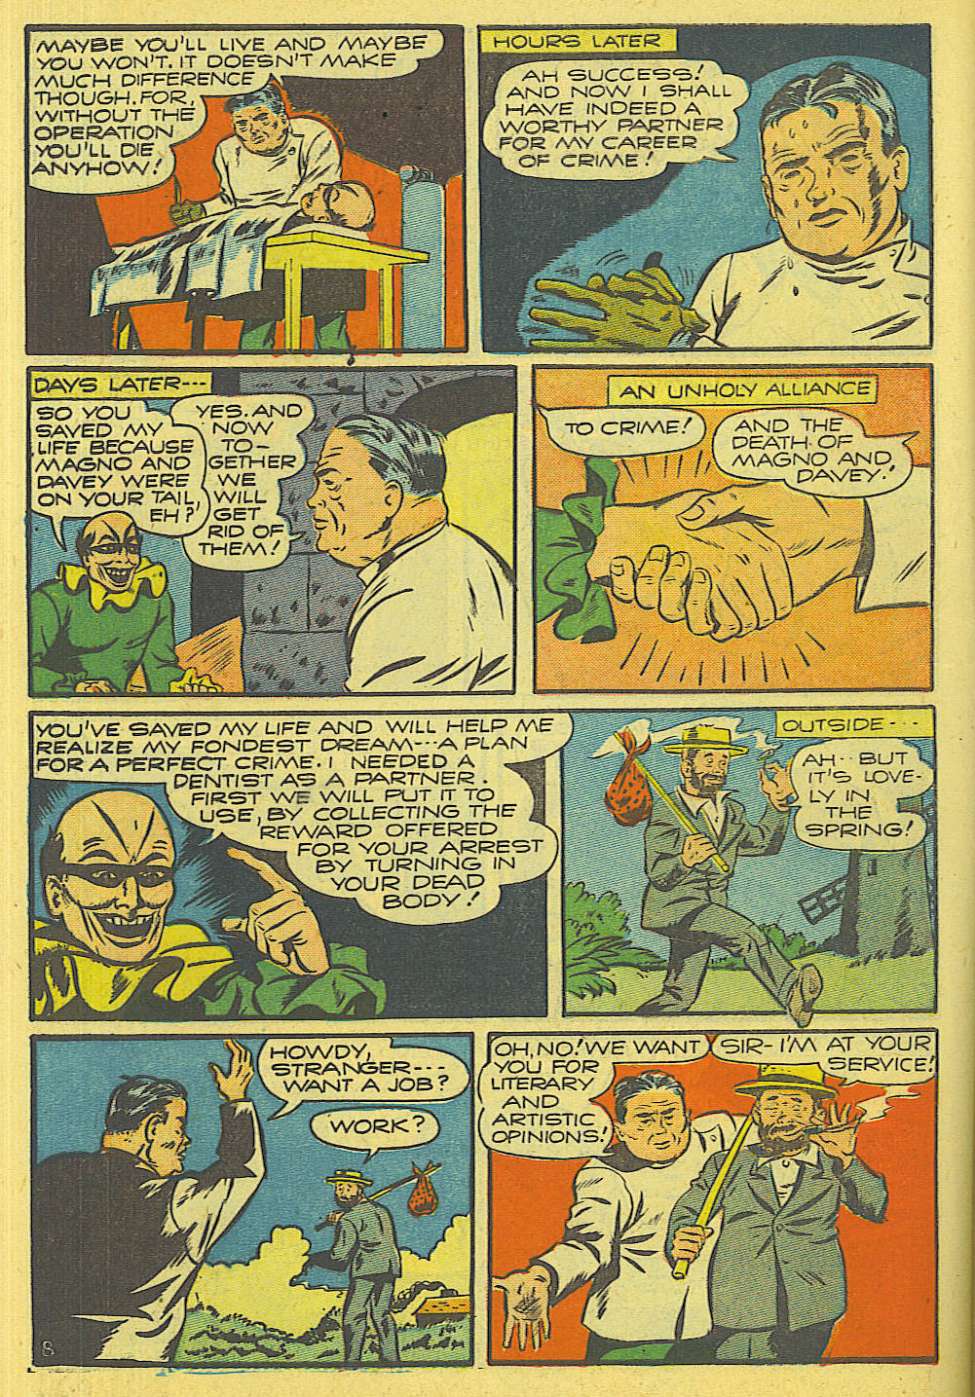 MAYBE YOU'LL LIVE AND MAYBE
YOU WON'T. IT DOESN'T MAKE
MUCH DIFFERENCE
THOUGH. FOR,
WITHOUT THE
OPERATION
YOU'LL DIE
ANYHOW!
HOURS LATER
AH SUCCESS!
AND NOW I SHALL
HAVE INDEED A
WORTHY PARTNER
FOR MY CAREER
OF CRIME!
DAYS LATER---
SO YOU
SAVED MY
LIFE BECAUSE
MAGNO AND
DAVEY WERE
ON YOUR TAIL,
EH?
YES. AND
NOW
TO-
GETHER
WE
WILL
GET
RID OF
THEM!
AN UNHOLY ALLIANCE
TO CRIME!
AND THE
DEATH OF
MAGNO AND
DAVEY!
YOU'VE SAVED MY LIFE AND WILL HELP ME
REALIZE MY FONDEST DREAM---A PLAN
FOR A PERFECT CRIME. I NEEDED A
DENTIST AS A PARTNER.
FIRST WE WILL PUT IT TO
USE, BY COLLECTING THE
REWARD OFFERED
FOR YOUR ARREST
BY TURNING IN
YOUR DEAD
BODY!
OUTSIDE---
AH-- BUT
IT'S LOVE-
LY IN
THE
SPRING!
HOWDY,
STRANGER---
WANT A JOB?
WORK?
8
OH, NO! WE WANT
YOU FOR
LITERARY
AND
ARTISTIC
OPINIONS!
SIR-I'M AT YOUR
SERVICE!